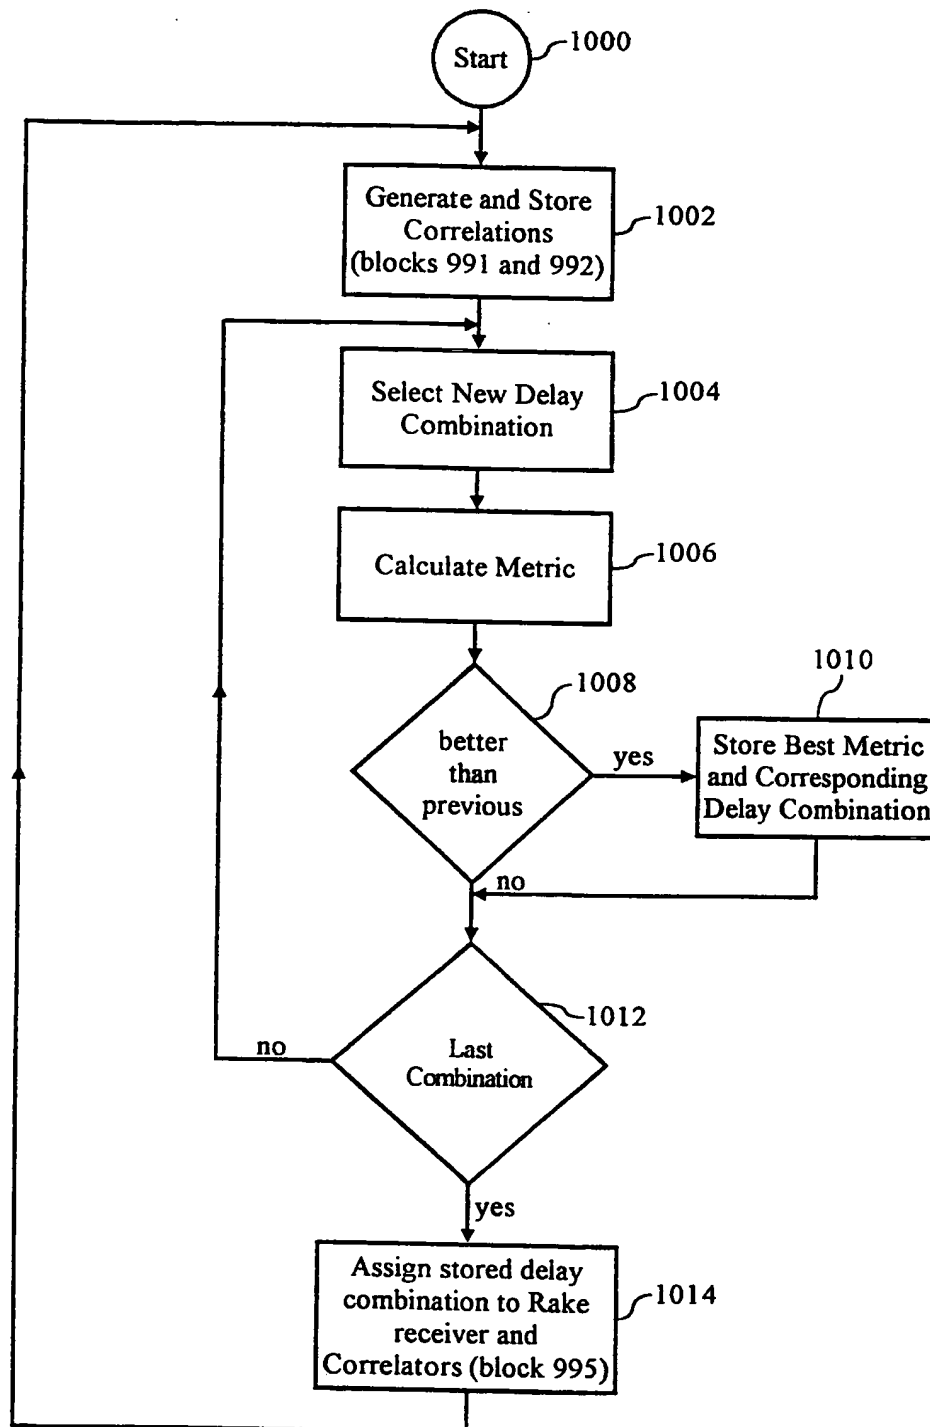 Start
1000
Generate and Store
Correlations
(blocks 991 and 992)
1002
Select New Delay
Combination
1004
Calculate Metric
1006
1008
better
than
previous
yes
1010
Store Best Metric
and Corresponding
Delay Combination
no
1012
Last
Combination
no
yes
Assign stored delay
combination to Rake
receiver and
Correlators (block 995)
1014